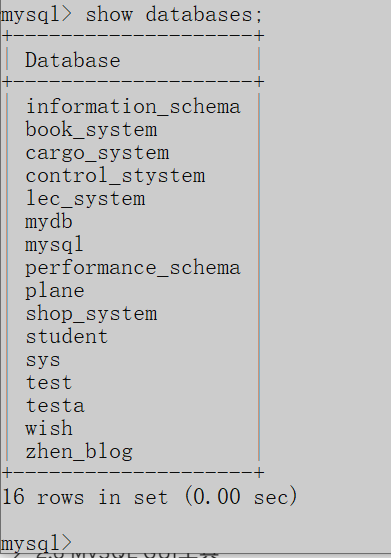 mysql> show databases;
+--------------------+
| Database           |
+--------------------+
| information_schema |
| book_system        |
| cargo_system       |
| control_stystem    |
| lec_system         |
| mydb               |
| mysql              |
| performance_schema |
| plane              |
| shop_system        |
| student            |
| sys                |
| test               |
| testa              |
| wish               |
| zhen_blog          |
+--------------------+
16 rows in set (0.00 sec)
mysql>